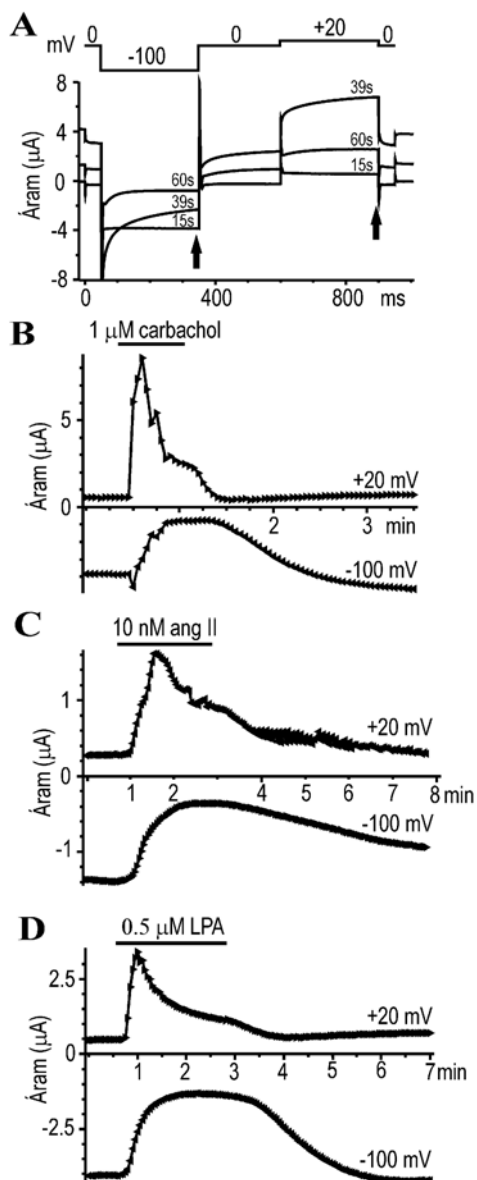 A
mV
0
-100
0
+20
0
8
4
0
-4
-8
Áram (µA)
60s
39s
15s
39s
60s
15s
0
400
800
ms
B
1 µM carbachol
5
0
Áram (µA)
+20 mV
2
3
min
-100 mV
C
10 nM ang II
1
0
-1
Áram (µA)
+20 mV
1
2
4
5
6
7
8
min
-100 mV
D
0.5 µM LPA
2.5
0
-2.5
Áram (µA)
+20 mV
1
2
3
4
5
6
7
min
-100 mV